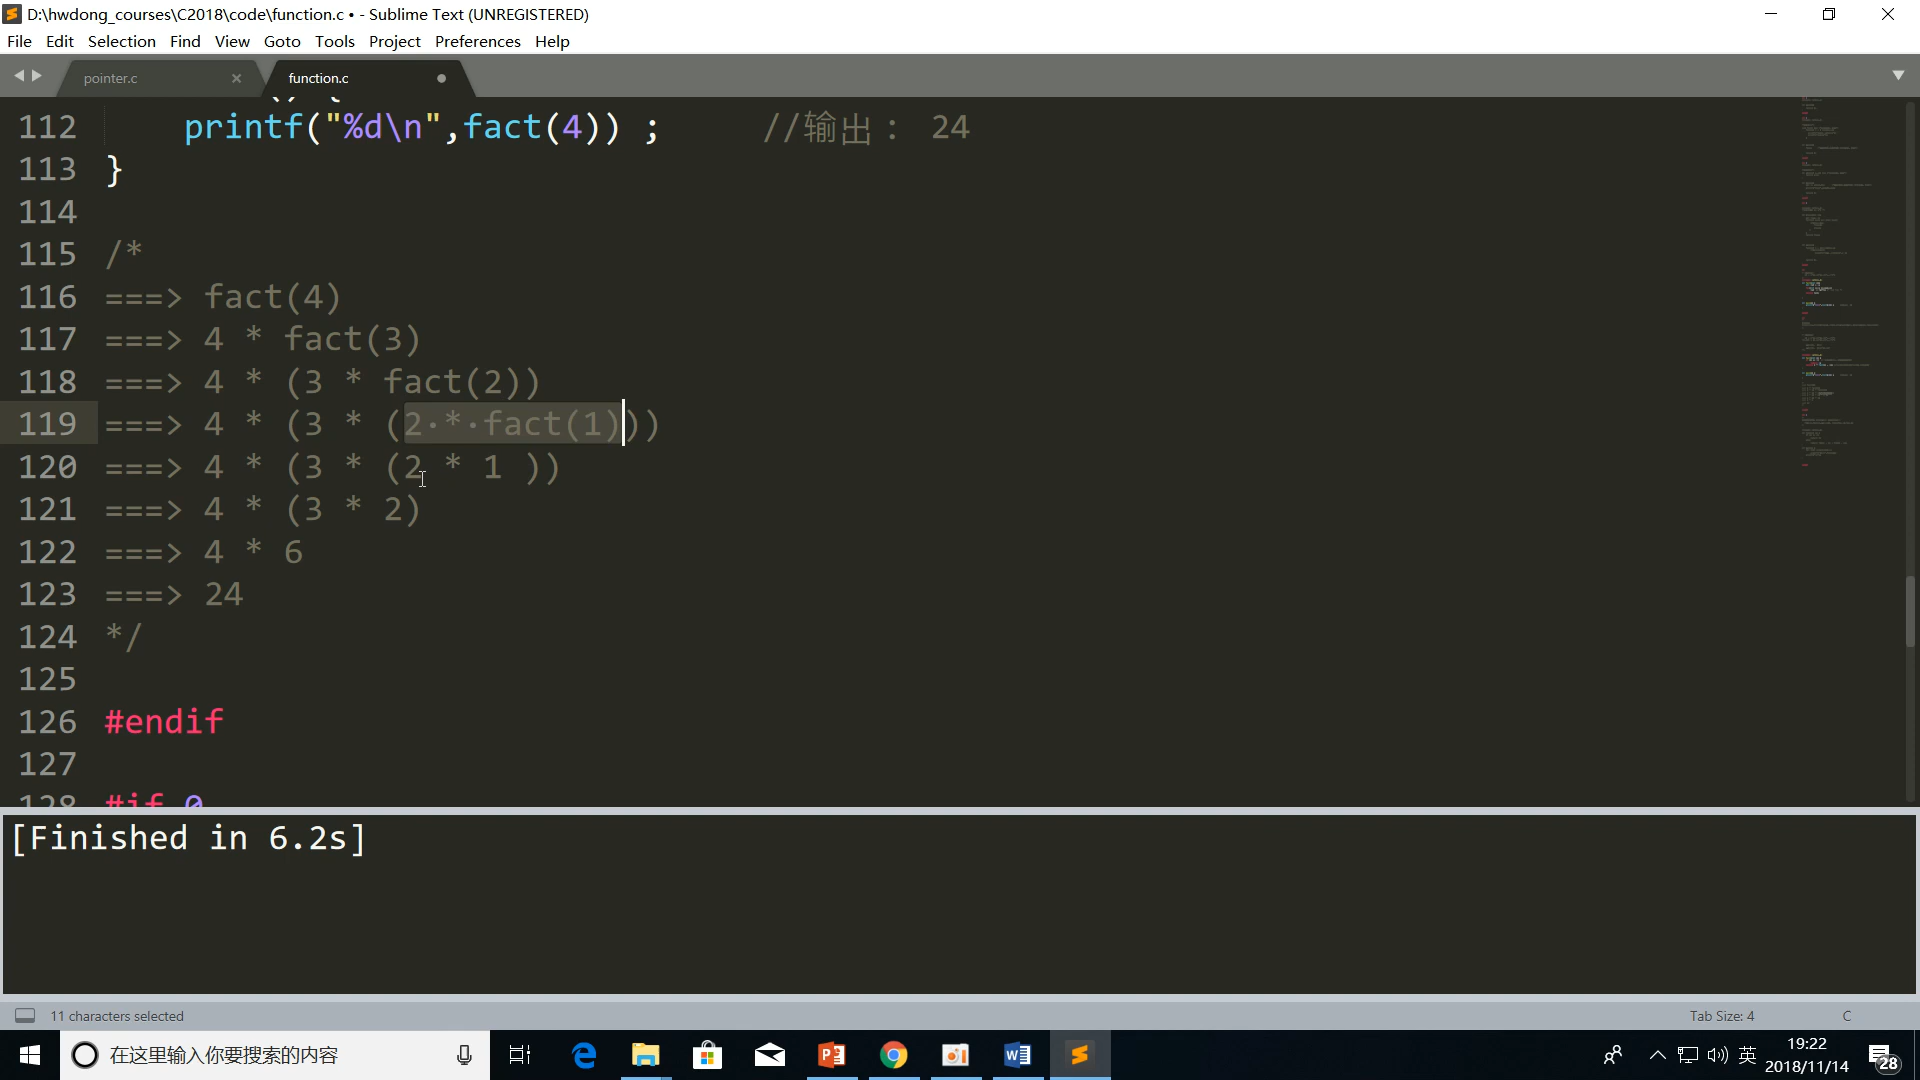 D:\hwdong_courses\C2018\code\function.c • - Sublime Text (UNREGISTERED)
File Edit Selection Find View Goto Tools Project Preferences Help
pointer.c function.c
112 printf("%d\n",fact(4)) ; //输出： 24
113 }
114
115 /*
116 ===> fact(4)
117 ===> 4 * fact(3)
118 ===> 4 * (3 * fact(2))
119 ===> 4 * (3 * (2 * fact(1)))
120 ===> 4 * (3 * (2 * 1 ))
121 ===> 4 * (3 * 2)
122 ===> 4 * 6
123 ===> 24
124 */
125
126 #endif
127
128 #if 0
[Finished in 6.2s]
11 characters selected Tab Size: 4 C
在这里输入你要搜索的内容 英 19:22
2018/11/14 28